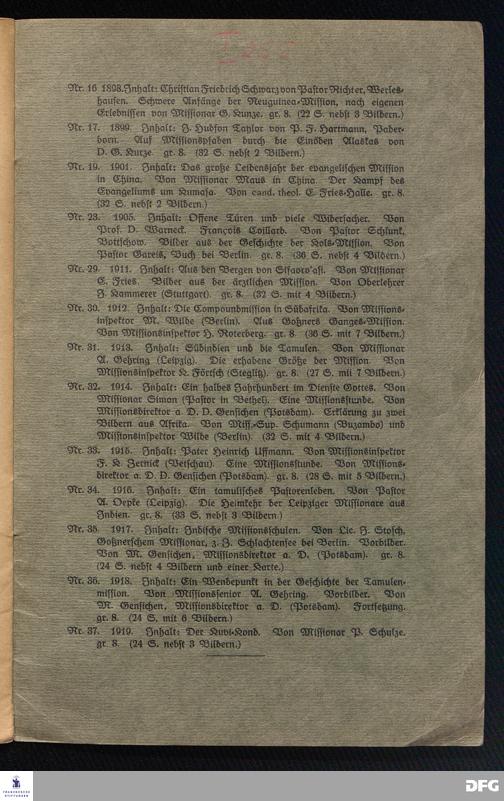 Nr. 16 1898. Inhalt: Christian Friedrich Schwarz von Pastor Richter, Werles-
hausen. Schwere Anfänge der Neuguinea-Mission, nach eigenen
Erlebnissen von Missionar G. Kunze. gr. 8. (22 S. nebst 3 Bildern.)
Nr. 17. 1899. Inhalt: J. Hudson Taylor von P. F. Hartmann, Pader-
born. Auf Missionspfaden durch die Einöden Alaskas von
D. G. Kurze. gr. 8. (32 S. nebst 2 Bildern.)
Nr. 19. 1901. Inhalt: Das große Leidensjahr der evangelischen Mission
in China. Von Missionar Maus in China. Der Kampf des
Evangeliums um Kumasa. Von cand. theol. E. Fries-Halle. gr. 8.
(32 S. nebst 2 Bildern.)
Nr. 23. 1905. Inhalt: Offene Türen und viele Widersacher. Von
Prof. D. Warneck. François Coillard. Von Pastor Schlunk,
Bottschow. Bilder aus der Geschichte der Kols-Mission. Von
Pastor Gareis, Buch bei Berlin. gr. 8. (36 S. nebst 4 Bildern.)
Nr. 29. 1911. Inhalt: Aus den Bergen von Sifaoro'asi. Von Missionar
E. Fries. Bilder aus der ärztlichen Mission. Von Oberlehrer
J. Kammerer (Stuttgart). gr. 8. (32 S. mit 4 Bildern.)
Nr. 30. 1912. Inhalt: Die Compoundmission in Südafrika. Von Missions-
inspektor M. Wilde (Berlin). Aus Goßners Ganges-Mission.
Von Missionsinspektor H. Roterberg. gr. 8. (36 S. mit 7 Bildern.)
Nr. 31. 1913. Inhalt: Südindien und die Tamulen. Von Missionar
A. Gehring (Leipzig). Die erhabene Größe der Mission. Von
Missionsinspektor K. Förtsch (Steglitz). gr. 8. (27 S. mit 7 Bildern.)
Nr. 32. 1914. Inhalt: Ein halbes Jahrhundert im Dienste Gottes. Von
Missionar Simon (Pastor in Bethel). Eine Missionsstunde. Von
Missionsdirektor a. D. D. Gensichen (Potsdam). Erklärung zu zwei
Bildern aus Afrika. Von Miss.-Sup. Schumann (Buzambo) und
Missionsinspektor Wilde (Berlin). (32 S. mit 4 Bildern.)
Nr. 33. 1915. Inhalt: Pater Heinrich Uffmann. Von Missionsinspektor
F. K. Zernick (Vetschau). Eine Missionsstunde. Von Missions-
direktor a. D. D. Gensichen (Potsdam). gr. 8. (28 S. mit 5 Bildern.)
Nr. 34. 1916. Inhalt: Ein tamulisches Pastorenleben. Von Pastor
A. Oepke (Leipzig). Die Heimkehr der Leipziger Missionare aus
Indien. gr. 8. (33 S. nebst 3 Bildern)
Nr. 35. 1917. Inhalt: Indische Missionsschulen. Von Lic. J. Stosch,
Goßnerschem Missionar, z. Z. Schlachtensee bei Berlin. Vorbilder.
Von M. Gensichen, Missionsdirektor a. D. (Potsdam). gr. 8.
(24 S. nebst 4 Bildern und einer Karte.)
Nr. 36. 1918. Inhalt: Ein Wendepunkt in der Geschichte der Tamulen-
mission. Von Missionssenior A. Gehring. Vorbilder. Von
M. Gensichen, Missionsdirektor a. D. (Potsdam). Fortsetzung.
gr. 8. (24 S. mit 6 Bildern.)
Nr. 37. 1919. Inhalt: Der Kuvi-Kond. Von Missionar P. Schulze.
gr 8. (24 S. nebst 3 Bildern.)
FRANCKESCHE
STIFTUNGEN
DFG